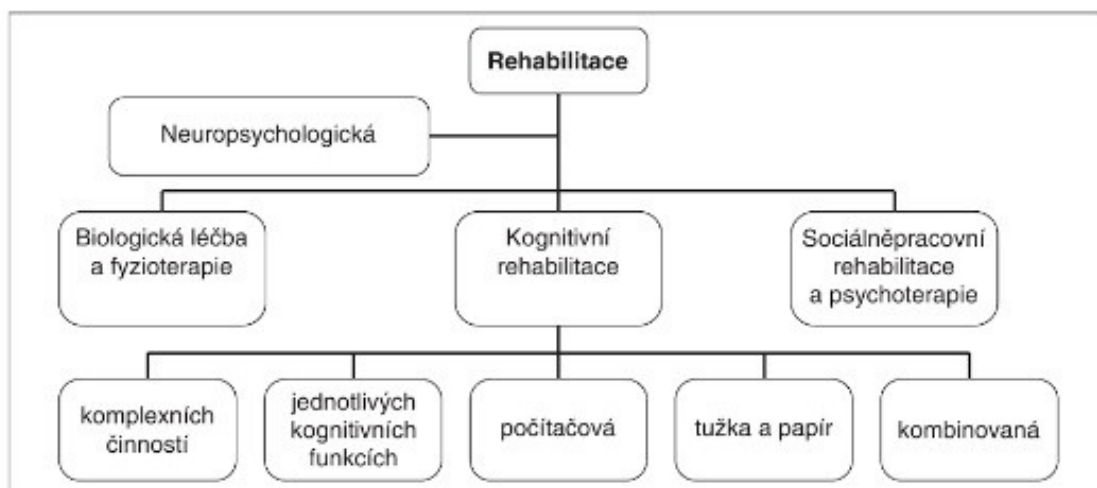 Rehabilitace
Neuropsychologická
Biologická léčba
a fyzioterapie
Kognitivní
rehabilitace
Sociálněpracovní
rehabilitace
a psychoterapie
komplexních
činností
jednotlivých
kognitivních
funkcích
počítačová
tužka a papír
kombinovaná